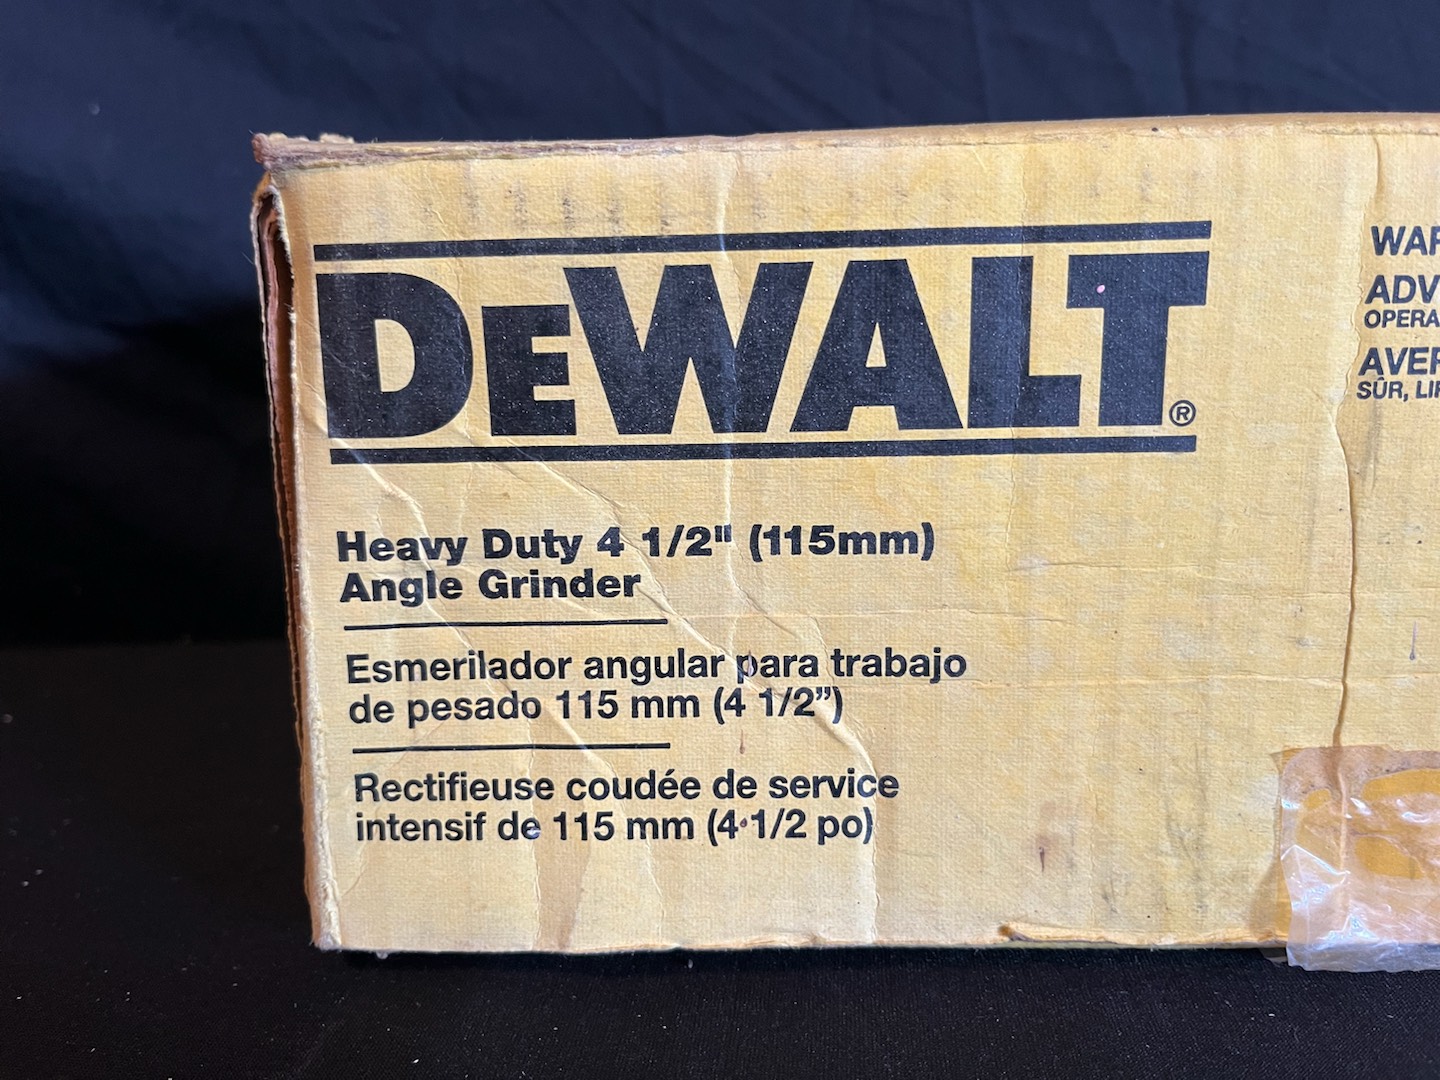 DEWALT®
Heavy Duty 4 1/2" (115mm)
Angle Grinder
Esmerilador angular para trabajo
de pesado 115 mm (4 1/2”)
Rectifieuse coudée de service
intensif de 115 mm (4 1/2 po)
SÛR,